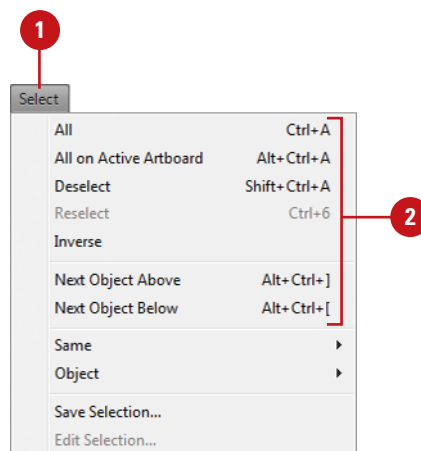 1
Select
All Ctrl+A
All on Active Artboard Alt+Ctrl+A
Deselect Shift+Ctrl+A
Reselect Ctrl+6
2
Inverse
Next Object Above Alt+Ctrl+]
Next Object Below Alt+Ctrl+[
Same
Object
Save Selection...
Edit Selection...